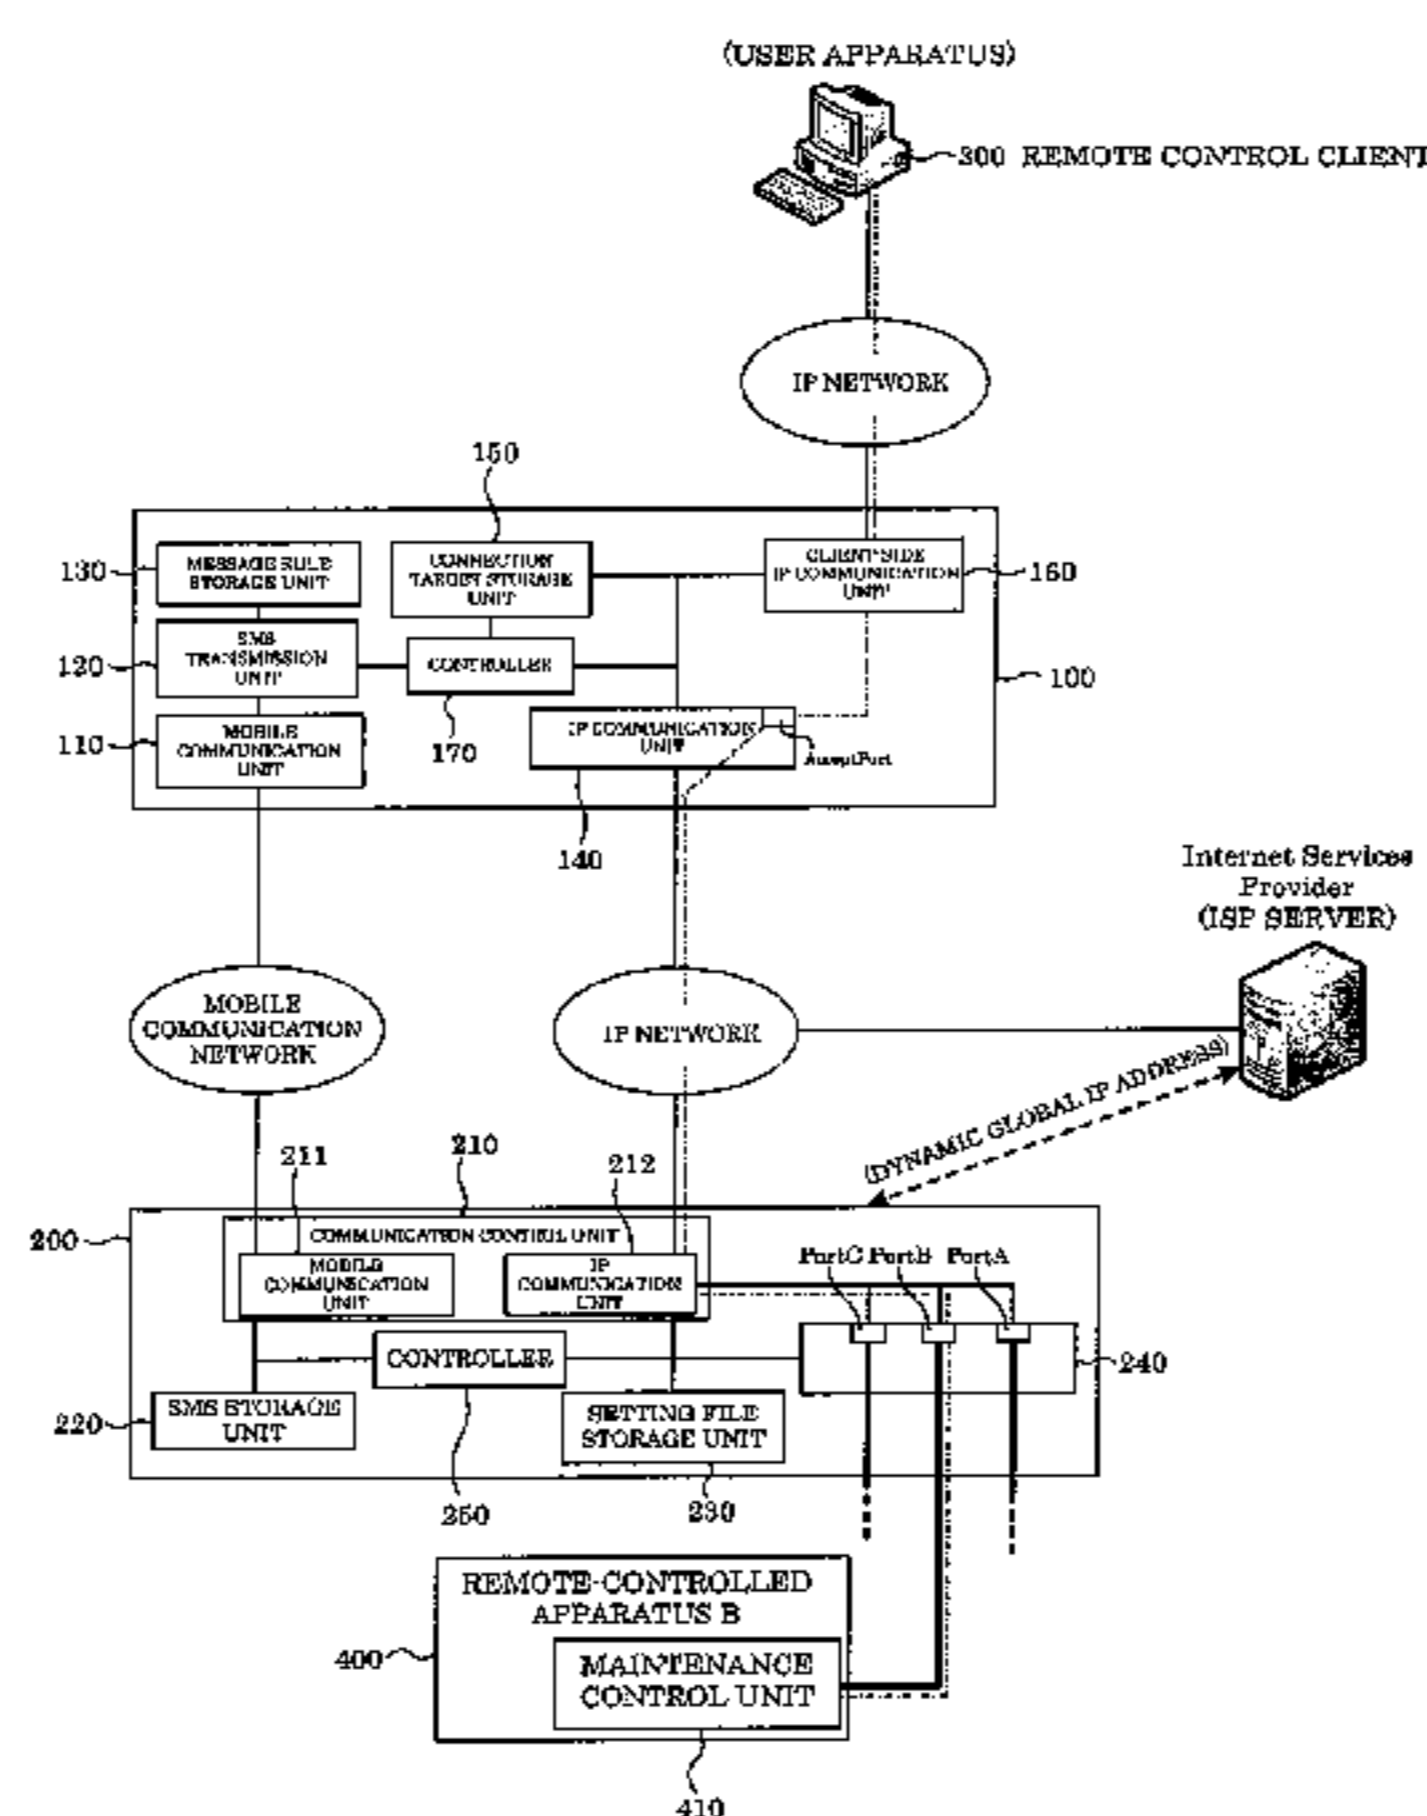 (USER APPARATUS)
300 REMOTE CONTROL CLIENT
IP NETWORK
150
130
MESSAGE RULE
STORAGE UNIT
CONNECTION
TARGET STORAGE
UNIT
CLIENT SIDE
IP COMMUNICATION
UNIT
160
120
SMS
TRANSMISSION
UNIT
CONTROLLER
100
110
MOBILE
COMMUNICATION
UNIT
170
IP COMMUNICATION
UNIT
AcceptPort
140
Internet Services
Provider
(ISP SERVER)
MOBILE
COMMUNICATION
NETWORK
IP NETWORK
(DYNAMIC GLOBAL IP ADDRESS)
211
210
212
200
COMMUNICATION CONTROL UNIT
MOBILE
COMMUNICATION
UNIT
IP
COMMUNICATION
UNIT
PortC PortB PortA
CONTROLLER
240
220
SMS STORAGE
UNIT
SETTING FILE
STORAGE UNIT
250
230
REMOTE-CONTROLLED
APPARATUS B
400
MAINTENANCE
CONTROL UNIT
410